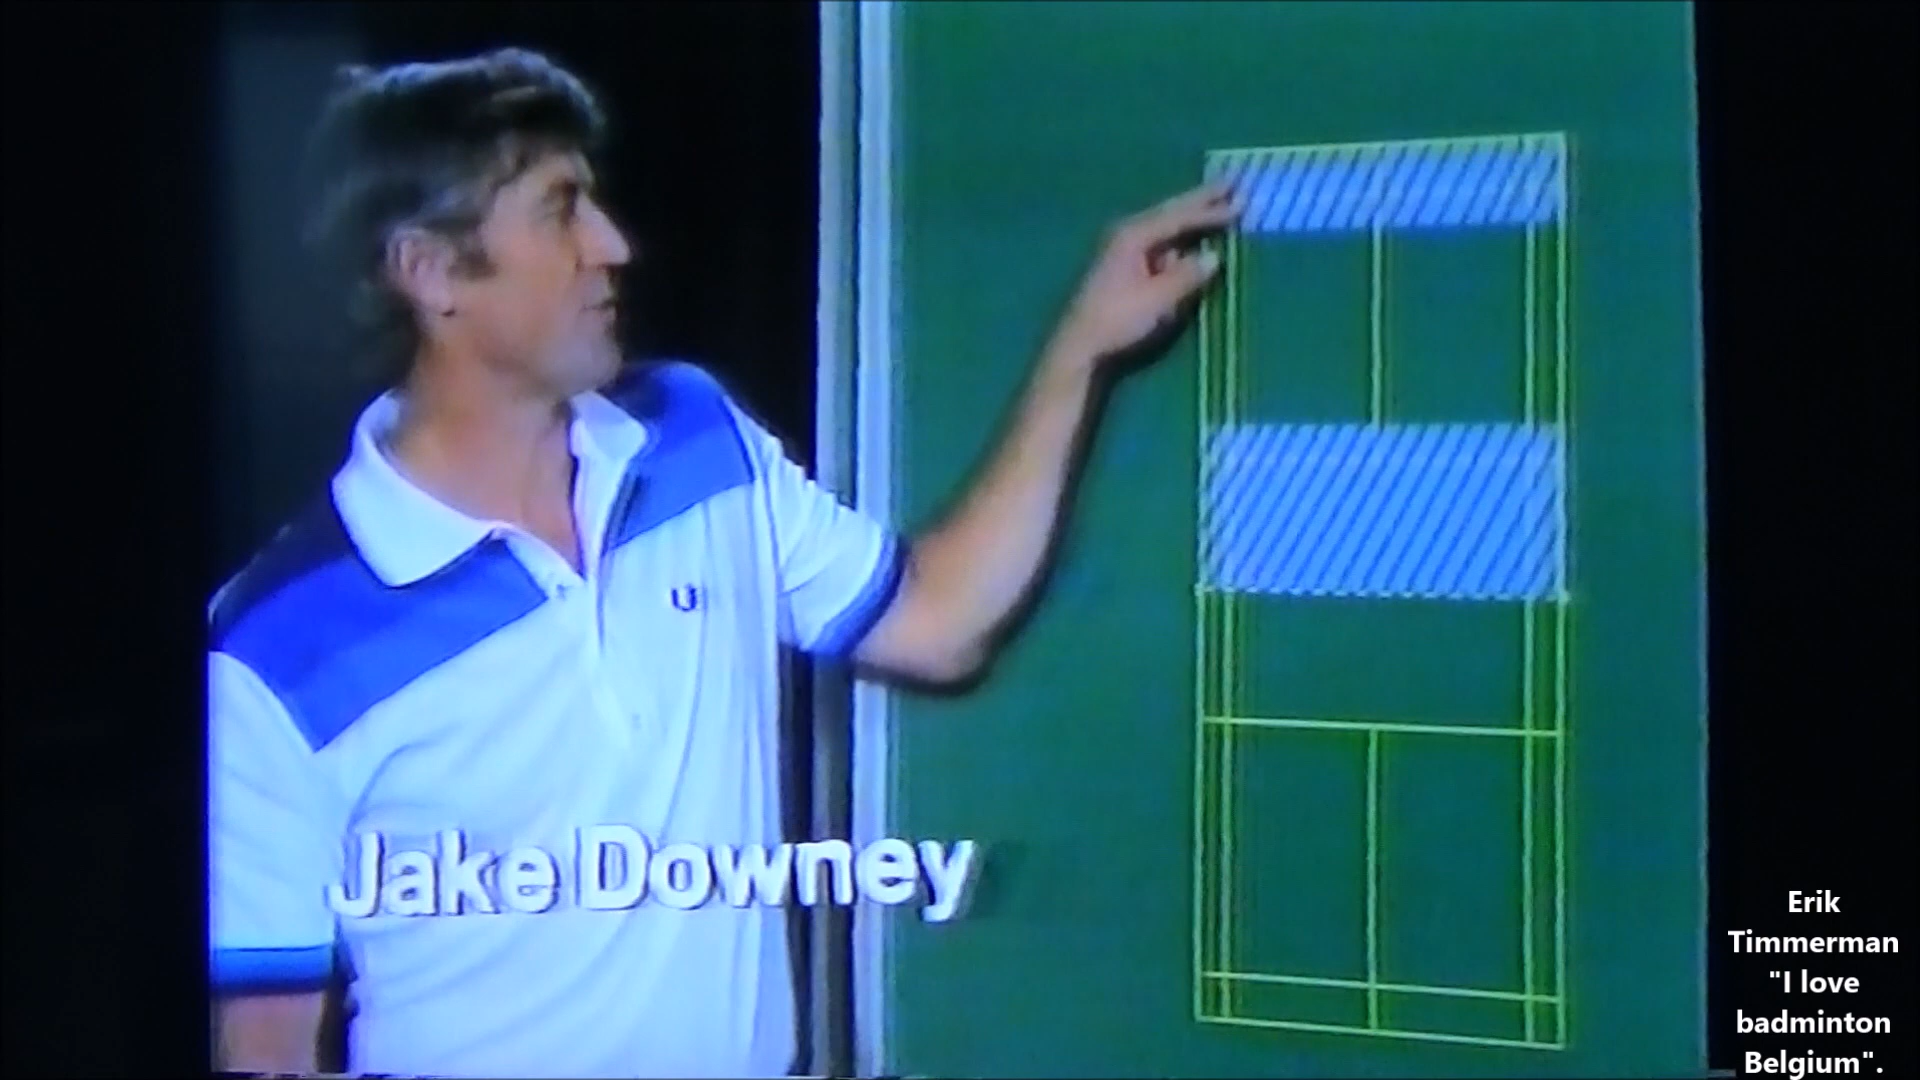 Jake Downey
Erik
Timmerman
"I love
badminton
Belgium".